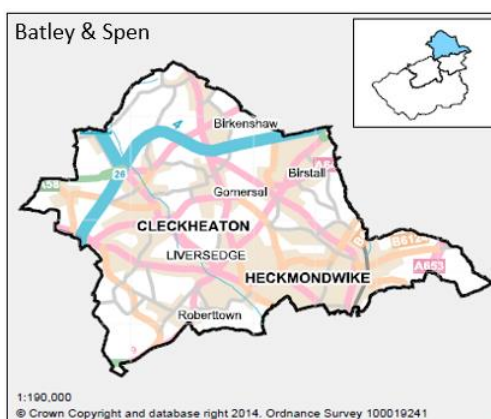 Batley & Spen
Birkenshaw
26
A58
Birstall
Gomersal
CLECKHEATON
LIVERSEDGE
HECKMONDWIKE
A653
Roberttown
1:190,000
© Crown Copyright and database right 2014. Ordnance Survey 100019241